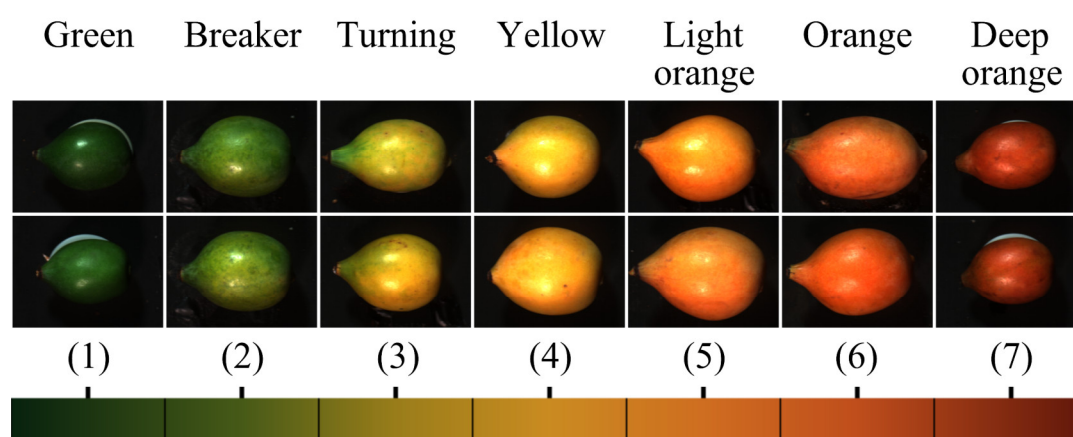 Green Breaker Turning Yellow Light orange Orange Deep orange
(1) (2) (3) (4) (5) (6) (7)